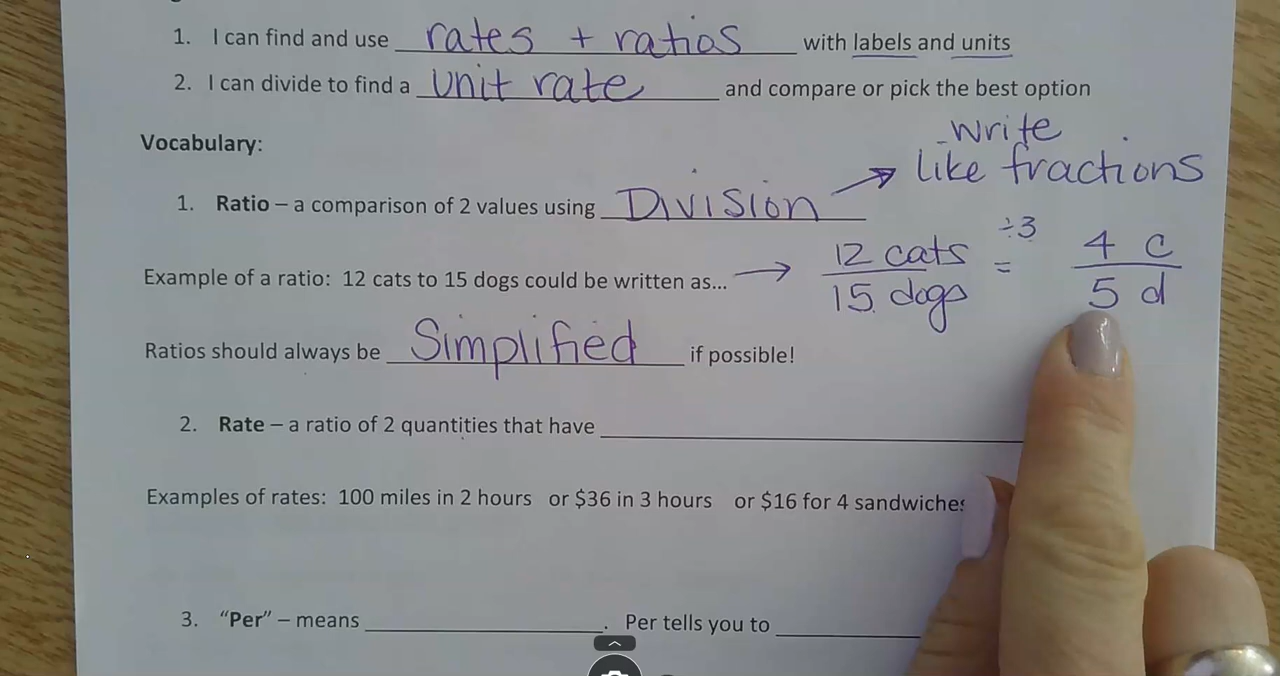 1. I can find and use rates + ratios with labels and units
2. I can divide to find a unit rate and compare or pick the best option
Vocabulary:
write
like fractions
1. Ratio – a comparison of 2 values using Division
÷3
Example of a ratio: 12 cats to 15 dogs could be written as... 12 cats / 15 dogs = 4 c / 5 d
Ratios should always be Simplified if possible!
2. Rate – a ratio of 2 quantities that have
Examples of rates: 100 miles in 2 hours or $36 in 3 hours or $16 for 4 sandwiches
3. "Per" – means ____. Per tells you to ____